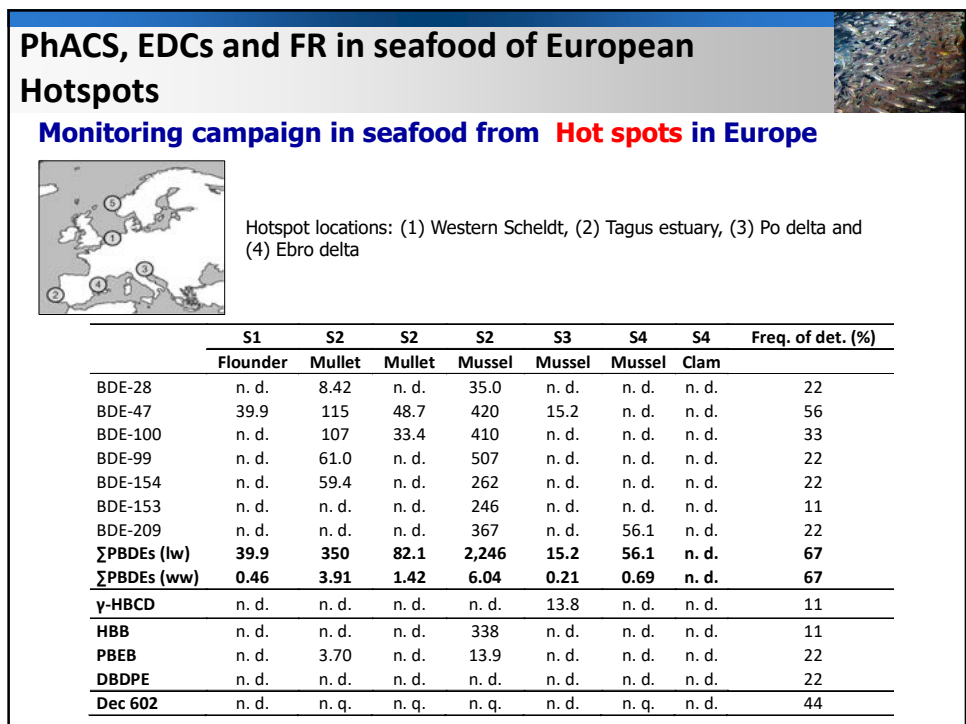 PhACS, EDCs and FR in seafood of European
Hotspots
Monitoring campaign in seafood from Hot spots in Europe
5
1
3
4
2
Hotspot locations: (1) Western Scheldt, (2) Tagus estuary, (3) Po delta and
(4) Ebro delta
S1 S2 S2 S2 S3 S4 S4 Freq. of det. (%)
Flounder Mullet Mullet Mussel Mussel Mussel Clam
BDE-28 n. d. 8.42 n. d. 35.0 n. d. n. d. n. d. 22
BDE-47 39.9 115 48.7 420 15.2 n. d. n. d. 56
BDE-100 n. d. 107 33.4 410 n. d. n. d. n. d. 33
BDE-99 n. d. 61.0 n. d. 507 n. d. n. d. n. d. 22
BDE-154 n. d. 59.4 n. d. 262 n. d. n. d. n. d. 22
BDE-153 n. d. n. d. n. d. 246 n. d. n. d. n. d. 11
BDE-209 n. d. n. d. n. d. 367 n. d. 56.1 n. d. 22
∑PBDEs (lw) 39.9 350 82.1 2,246 15.2 56.1 n. d. 67
∑PBDEs (ww) 0.46 3.91 1.42 6.04 0.21 0.69 n. d. 67
γ-HBCD n. d. n. d. n. d. n. d. 13.8 n. d. n. d. 11
HBB n. d. n. d. n. d. 338 n. d. n. d. n. d. 11
PBEB n. d. 3.70 n. d. 13.9 n. d. n. d. n. d. 22
DBDPE n. d. n. d. n. d. n. d. n. d. n. d. n. d. 22
Dec 602 n. d. n. q. n. q. n. q. n. d. n. q. n. d. 44